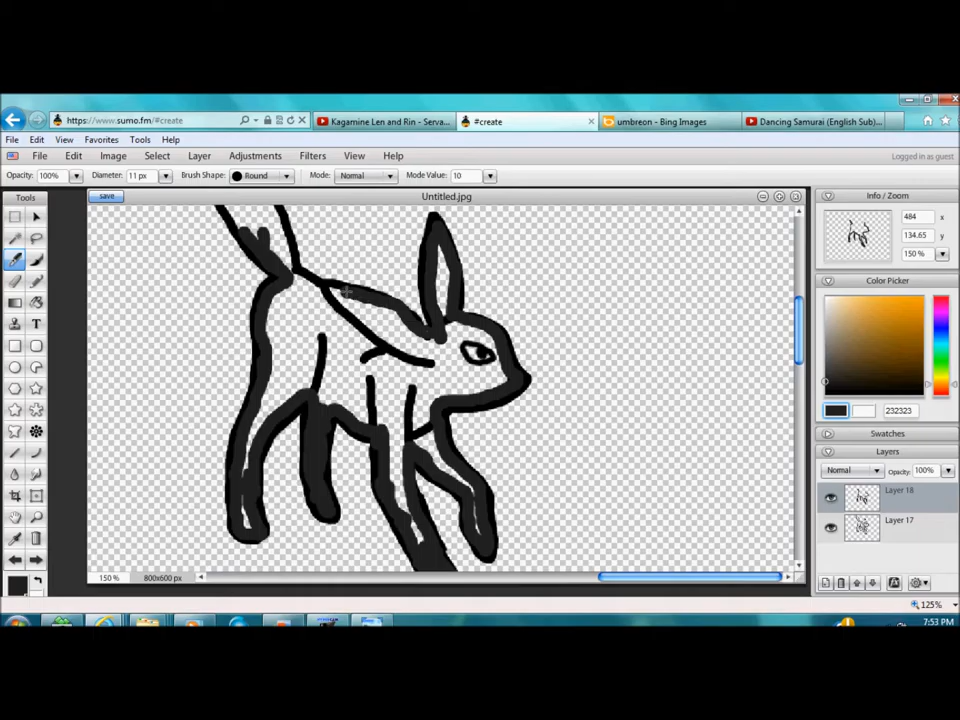 https://www.sumo.fm/#create
Kagamine Len and Rin - Serva...
#create
umbreon - Bing Images
Dancing Samurai (English Sub)...
File Edit View Favorites Tools Help
File Edit Image Select Layer Adjustments Filters View Help
Logged in as guest
Opacity: 100% Diameter: 11 px Brush Shape: Round Mode: Normal Mode Value: 10
Tools
save
Untitled.jpg
Info / Zoom
484 x
134.65 y
150 %
Color Picker
232323
Swatches
Layers
Normal Opacity: 100%
Layer 18
Layer 17
150 % 800x600 px
125%
7:53 PM